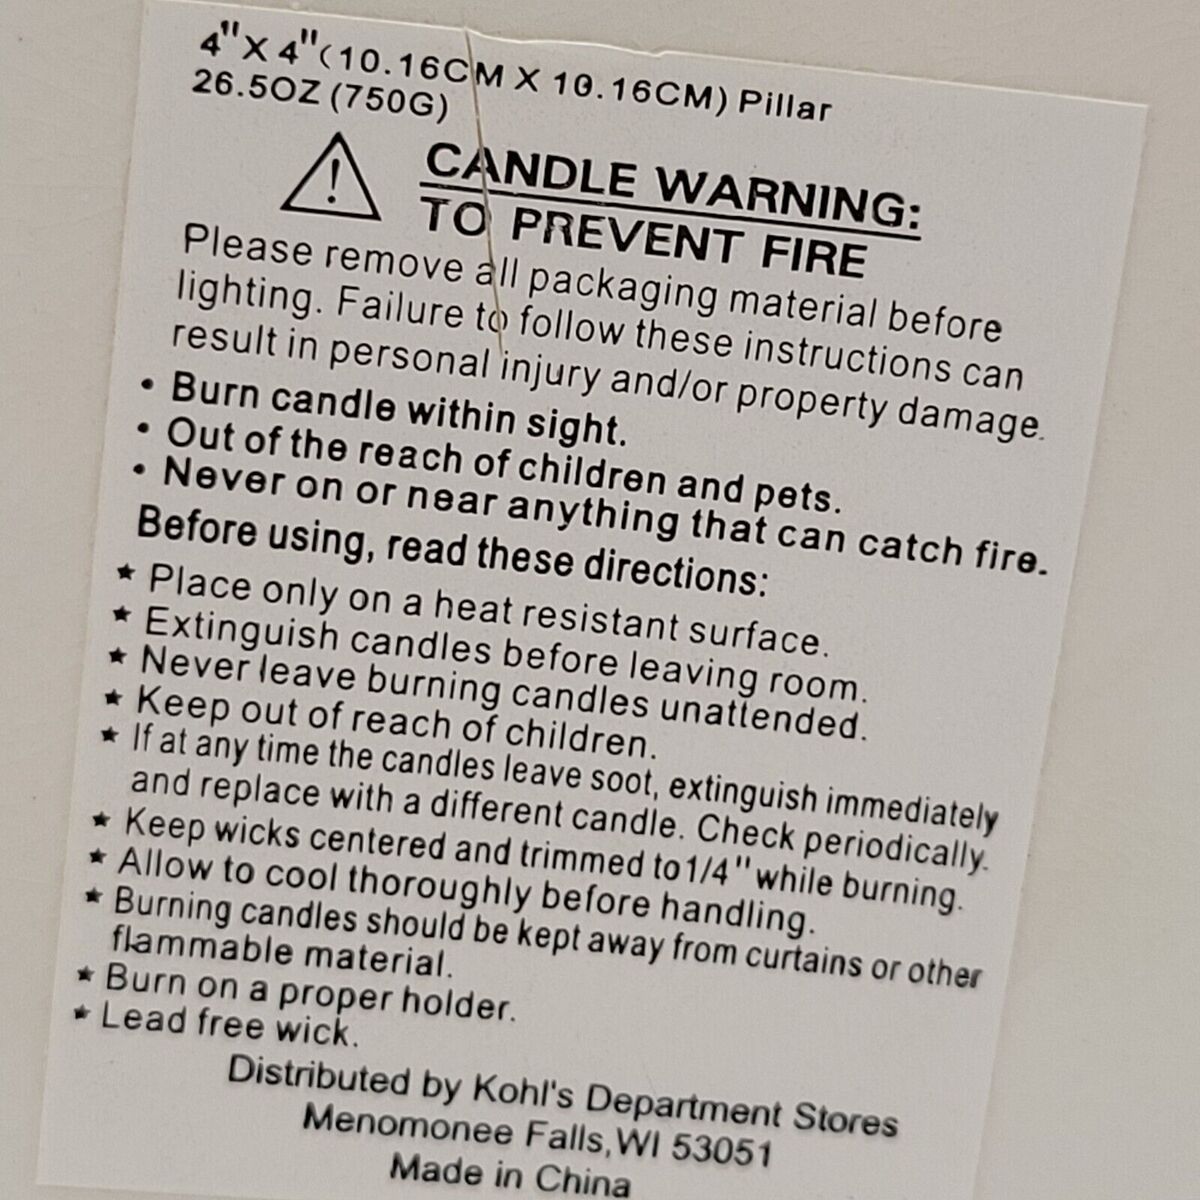 4"X 4"(10.16CM X 10.16CM) Pillar
26.5OZ (750G)
CANDLE WARNING:
TO PREVENT FIRE
Please remove all packaging material before
lighting. Failure to follow these instructions can
result in personal injury and/or property damage.
• Burn candle within sight.
• Out of the reach of children and pets.
• Never on or near anything that can catch fire.
Before using, read these directions:
★ Place only on a heat resistant surface.
★ Extinguish candles before leaving room.
★ Never leave burning candles unattended.
★ Keep out of reach of children.
★ If at any time the candles leave soot, extinguish immediately
and replace with a different candle. Check periodically.
★ Keep wicks centered and trimmed to 1/4" while burning.
★ Allow to cool thoroughly before handling.
★ Burning candles should be kept away from curtains or other
flammable material.
★ Burn on a proper holder.
★ Lead free wick.
Distributed by Kohl's Department Stores
Menomonee Falls, WI 53051
Made in China